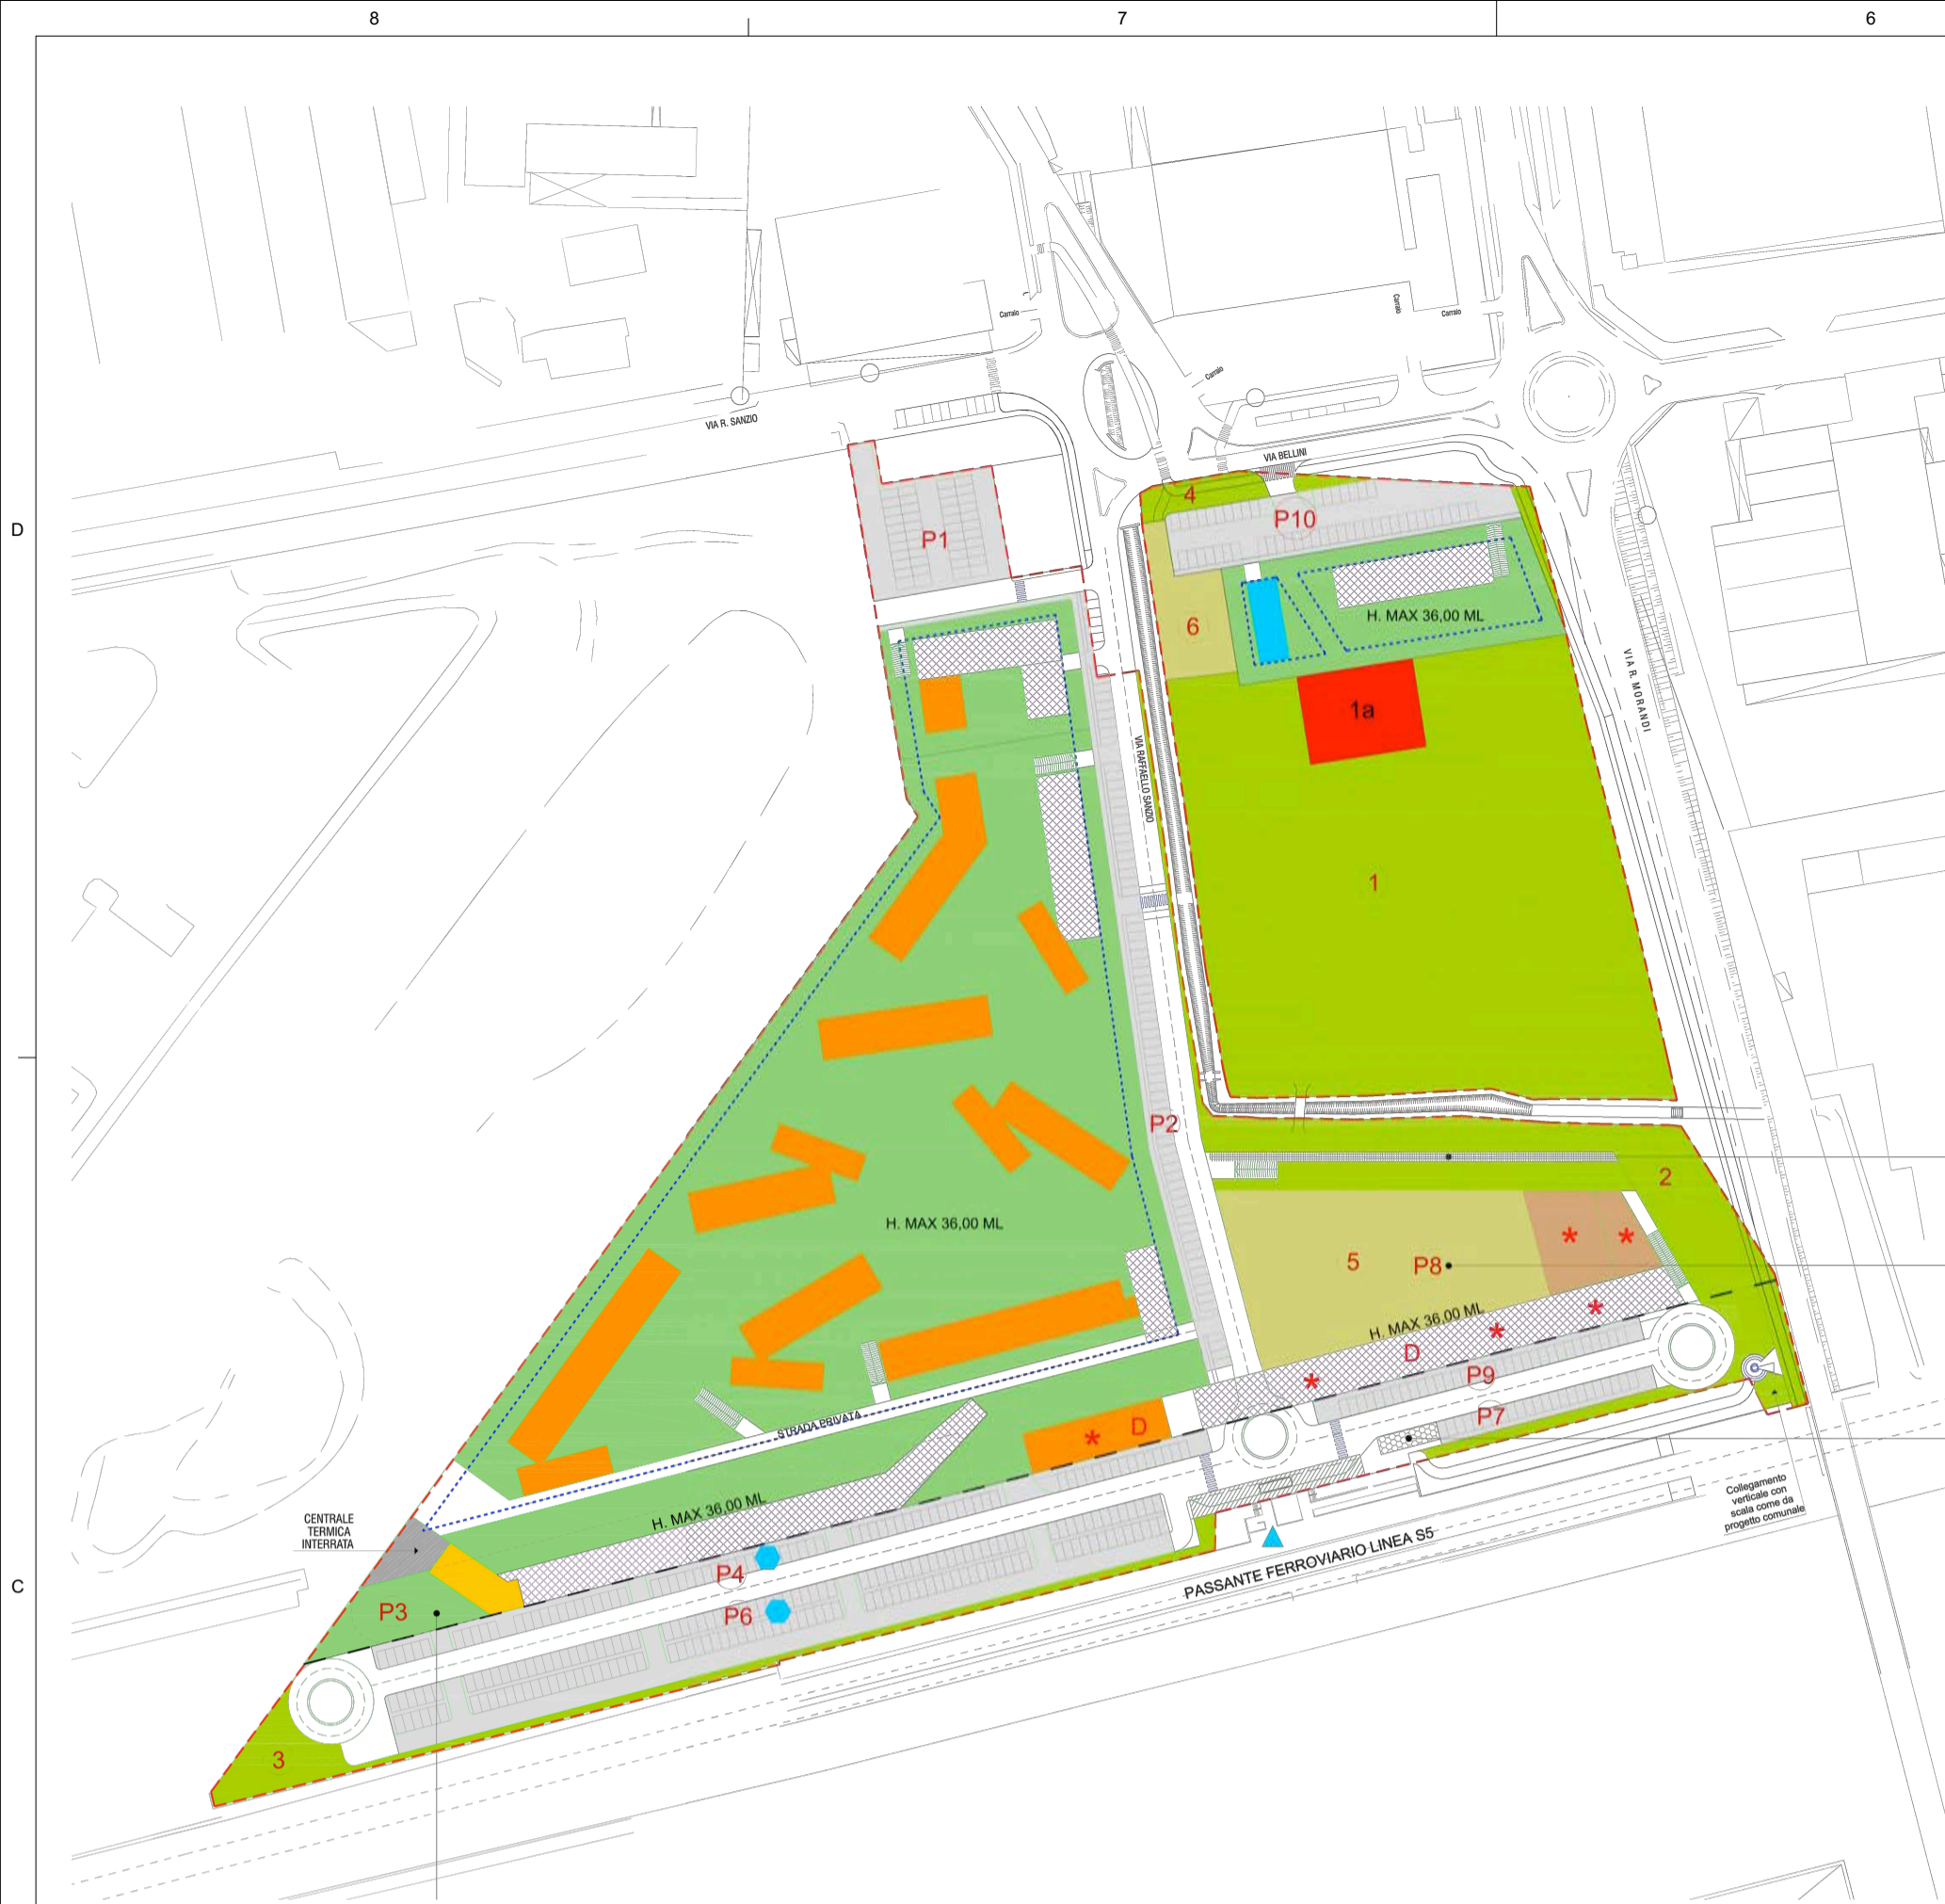 8
7
6
D
C
Carraio
Carraio
Carraio
Carraio
VIA R. SANZIO
VIA BELLINI
4
P10
P1
6
H. MAX 36,00 ML
1a
VIA R. MORANDI
VIA RAFFAELLO SANZIO
1
P2
2
H. MAX 36,00 ML
5
P8
*
*
H. MAX 36,00 ML
*
*
*
D
P9
P7
STRADA PRIVATA
*
D
H. MAX 36,00 ML
CENTRALE
TERMICA
INTERRATA
P4
P6
P3
3
Collegamento
verticale con
scala come da
progetto comunale
PASSANTE FERROVIARIO LINEA S5